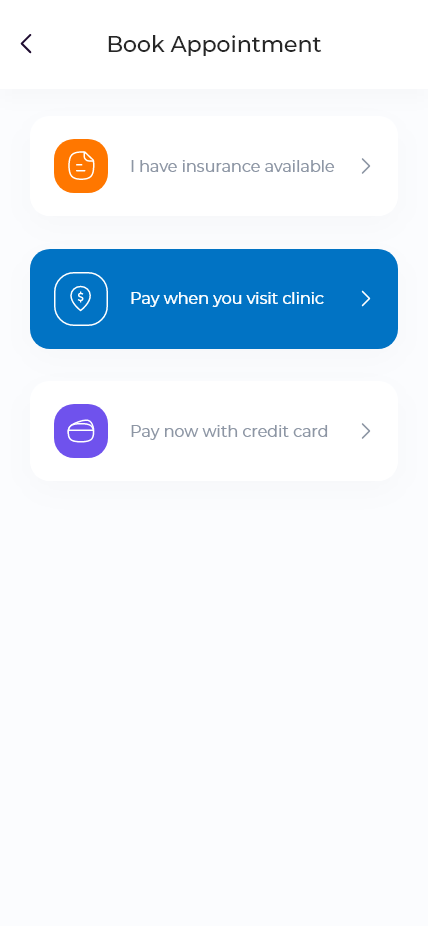 Book Appointment
I have insurance available
Pay when you visit clinic
Pay now with credit card